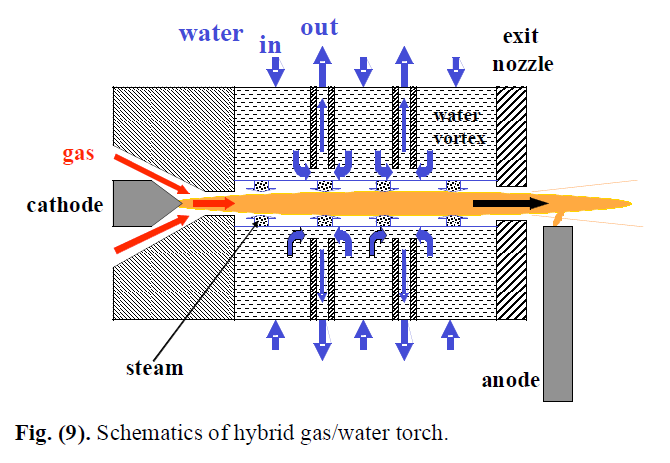 water in out
exit
nozzle
water
vortex
gas
cathode
steam
anode
Fig. (9). Schematics of hybrid gas/water torch.